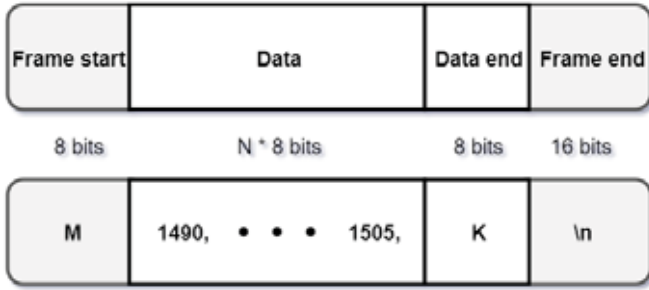 Frame start Data Data end Frame end
8 bits N * 8 bits 8 bits 16 bits
M 1490, • • • 1505, K \n